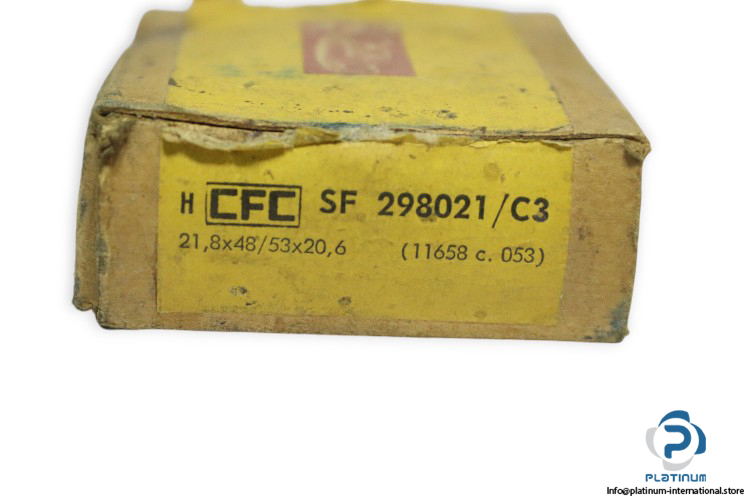 H CFC SF 298021/C3
21,8x48/53x20,6 (11658 c. 053)
PLATINUM
Info@platinum-international.store